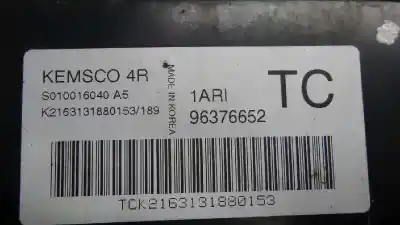 KEMSCO 4R
S010016040 A5
K2163131880153/189
MADE IN KOREA
1ARI
96376652
TC
TCK2163131880153